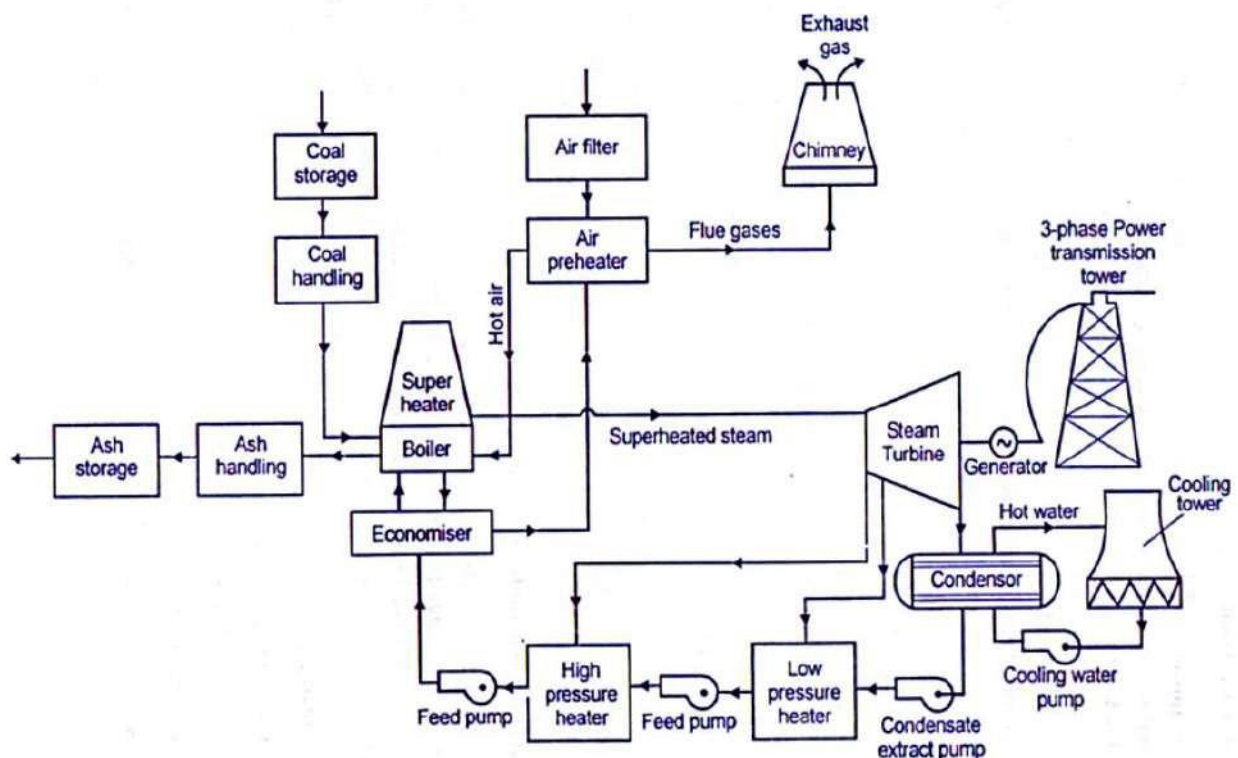 Exhaust
gas
Coal
storage
Air filter
Chimney
Coal
handling
Air
preheater
Flue gases
3-phase Power
transmission
tower
Hot air
Super
heater
Superheated steam
Steam
Turbine
Generator
Ash
storage
Ash
handling
Boiler
Economiser
Hot water
Cooling
tower
Condensor
Cooling water
pump
Feed pump
High
pressure
heater
Feed pump
Low
pressure
heater
Condensate
extract pump